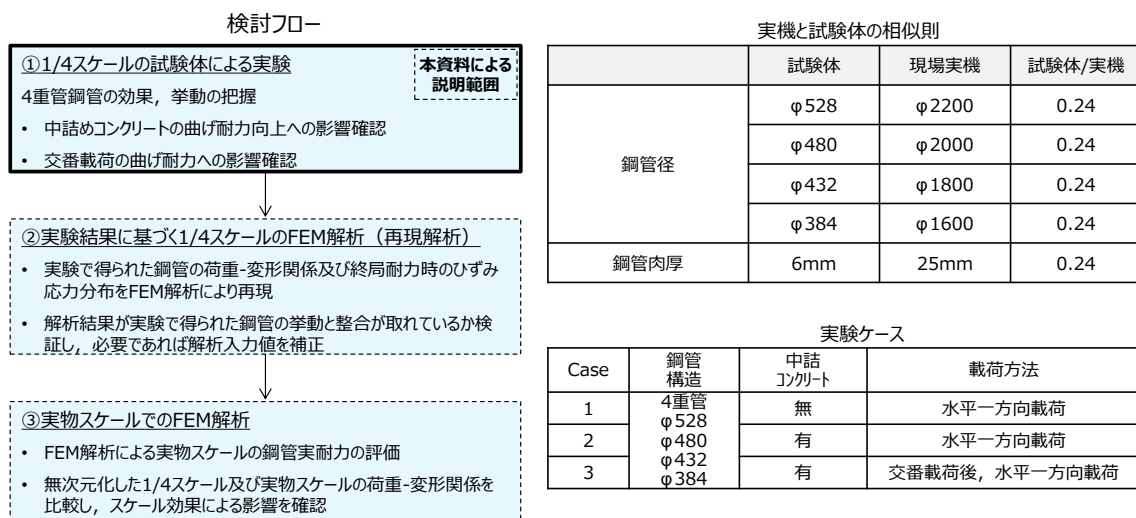 検討フロー
①1/4スケールの試験体による実験
本資料による
説明範囲
4重管鋼管の効果，挙動の把握
• 中詰めコンクリートの曲げ耐力向上への影響確認
• 交番載荷の曲げ耐力への影響確認
②実験結果に基づく1/4スケールのFEM解析（再現解析）
• 実験で得られた鋼管の荷重-変形関係及び終局耐力時のひずみ
応力分布をFEM解析により再現
• 解析結果が実験で得られた鋼管の挙動と整合が取れているか検
証し，必要であれば解析入力値を補正
③実物スケールでのFEM解析
• FEM解析による実物スケールの鋼管実耐力の評価
• 無次元化した1/4スケール及び実物スケールの荷重-変形関係を
比較し，スケール効果による影響を確認
実機と試験体の相似則
試験体 現場実機 試験体/実機
鋼管径
φ528 φ2200 0.24
φ480 φ2000 0.24
φ432 φ1800 0.24
φ384 φ1600 0.24
鋼管肉厚 6mm 25mm 0.24
実験ケース
Case 鋼管
構造 中詰
コンクリート 載荷方法
4重管
φ528
φ480
φ432
φ384
1 無 水平一方向載荷
2 有 水平一方向載荷
3 有 交番載荷後，水平一方向載荷